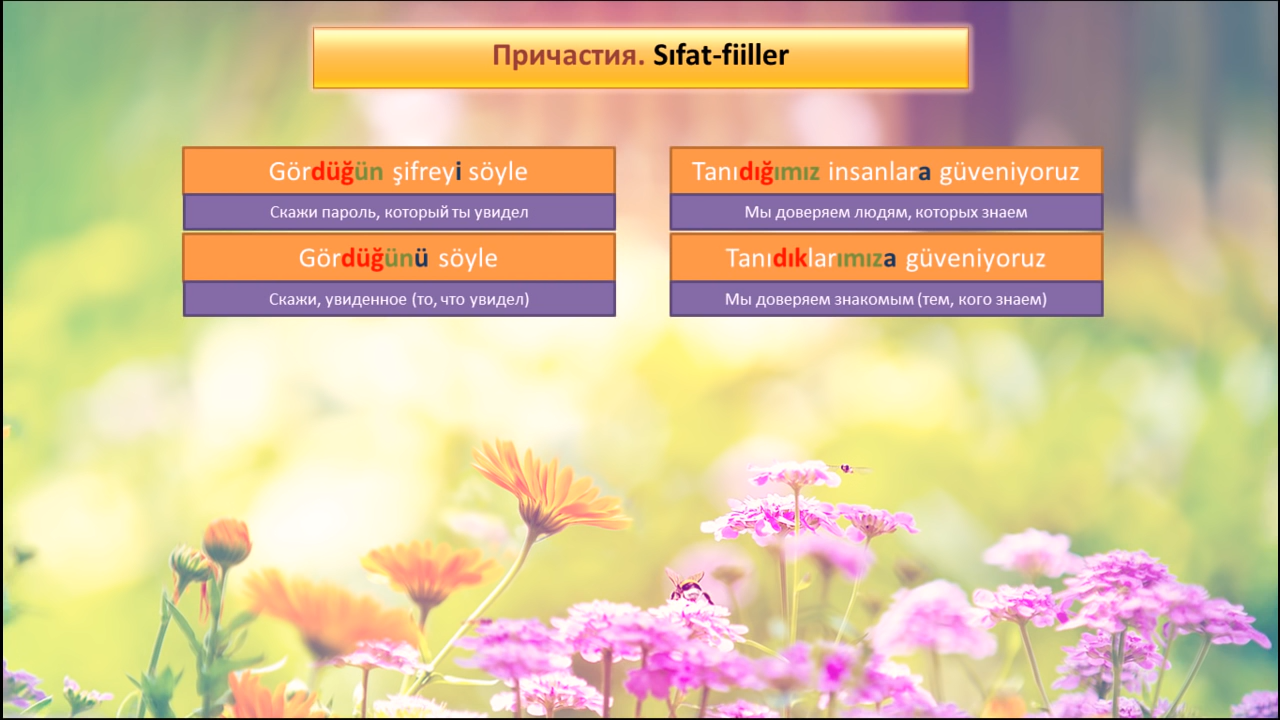 Причастия. Sıfat-fiiller
Gördüğün şifreyi söyle
Скажи пароль, который ты увидел
Gördüğünü söyle
Скажи, увиденное (то, что увидел)
Tanıdığımız insanlara güveniyoruz
Мы доверяем людям, которых знаем
Tanıdıklarımıza güveniyoruz
Мы доверяем знакомым (тем, кого знаем)